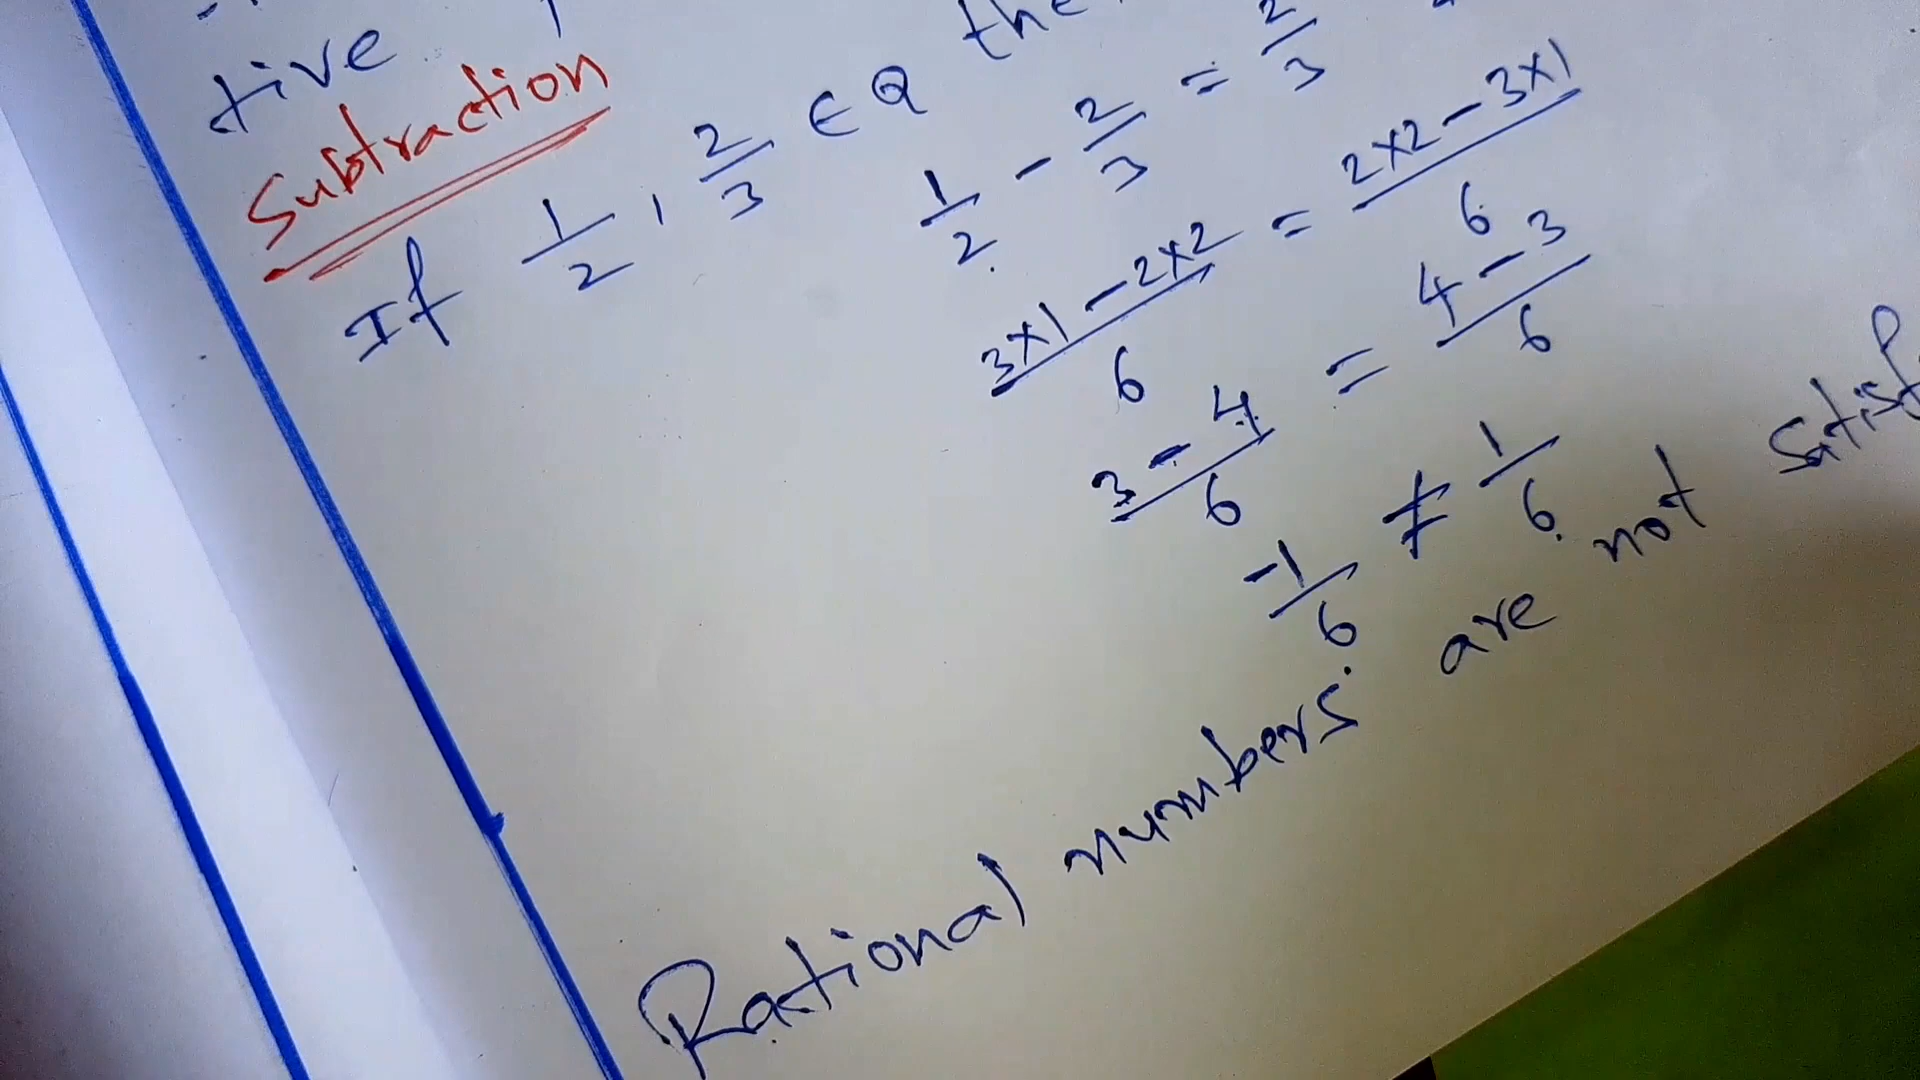 tive
Subtraction
If 1/2, 2/3 ∈ Q the
1/2 - 2/3 = 2/3
3×1-2×2/6 = 2×2-3×1/6
3-4/6 = 4-3/6
-1/6 ≠ 1/6
Rational numbers are not